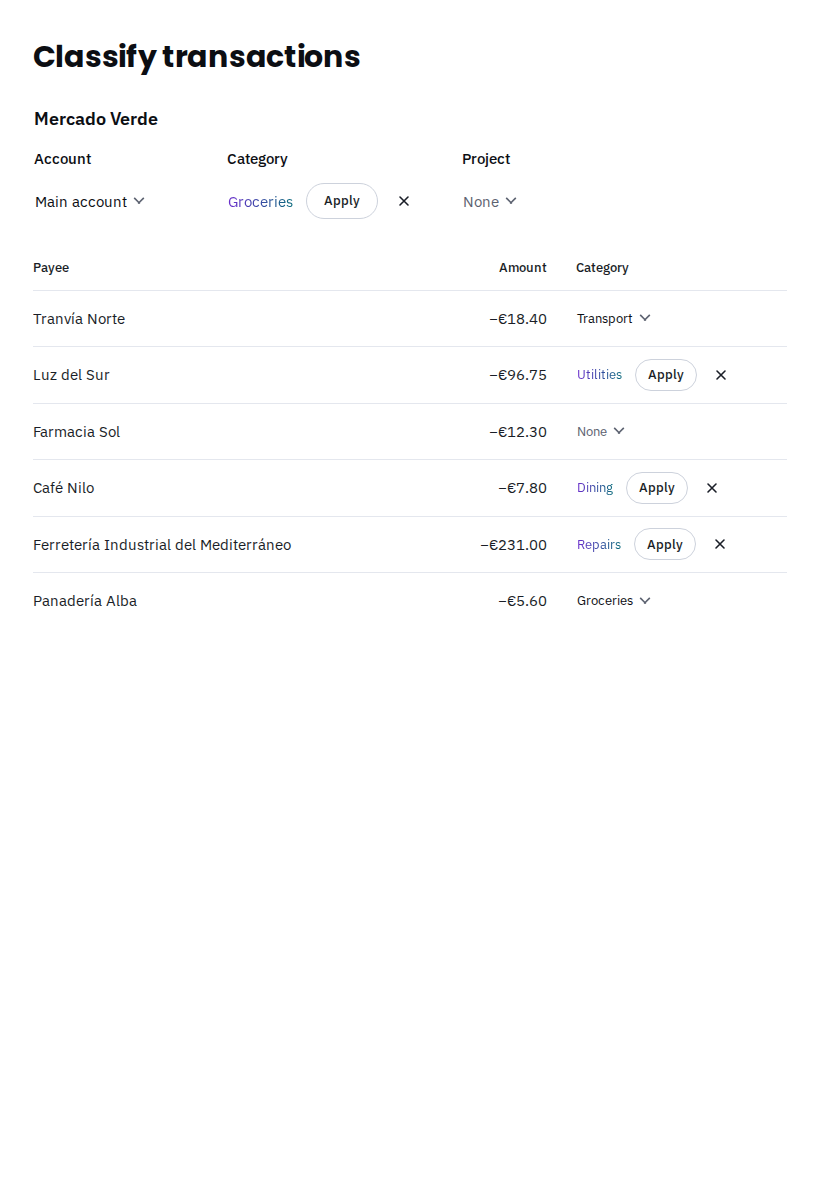 Classify transactions
Mercado Verde
Account Category Project
Main account Groceries Apply None
Payee Amount Category
Tranvía Norte −€18.40 Transport
Luz del Sur −€96.75 Utilities Apply
Farmacia Sol −€12.30 None
Café Nilo −€7.80 Dining Apply
Ferretería Industrial del Mediterráneo −€231.00 Repairs Apply
Panadería Alba −€5.60 Groceries